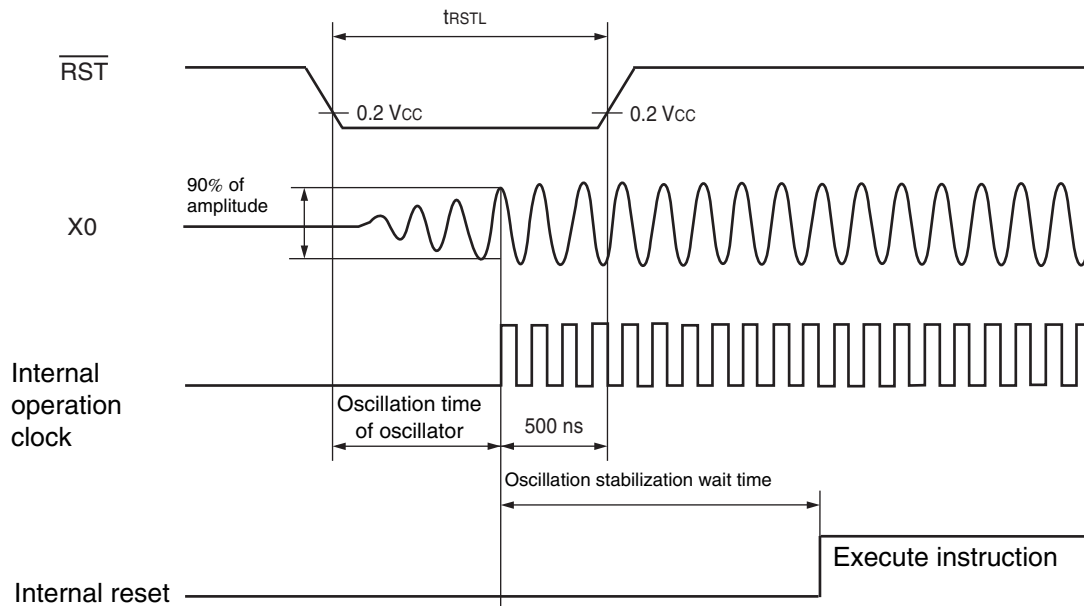 tRSTL
RST
0.2 VCC
0.2 VCC
90% of
amplitude
X0
Internal
operation
clock
Oscillation time
of oscillator
500 ns
Oscillation stabilization wait time
Execute instruction
Internal reset